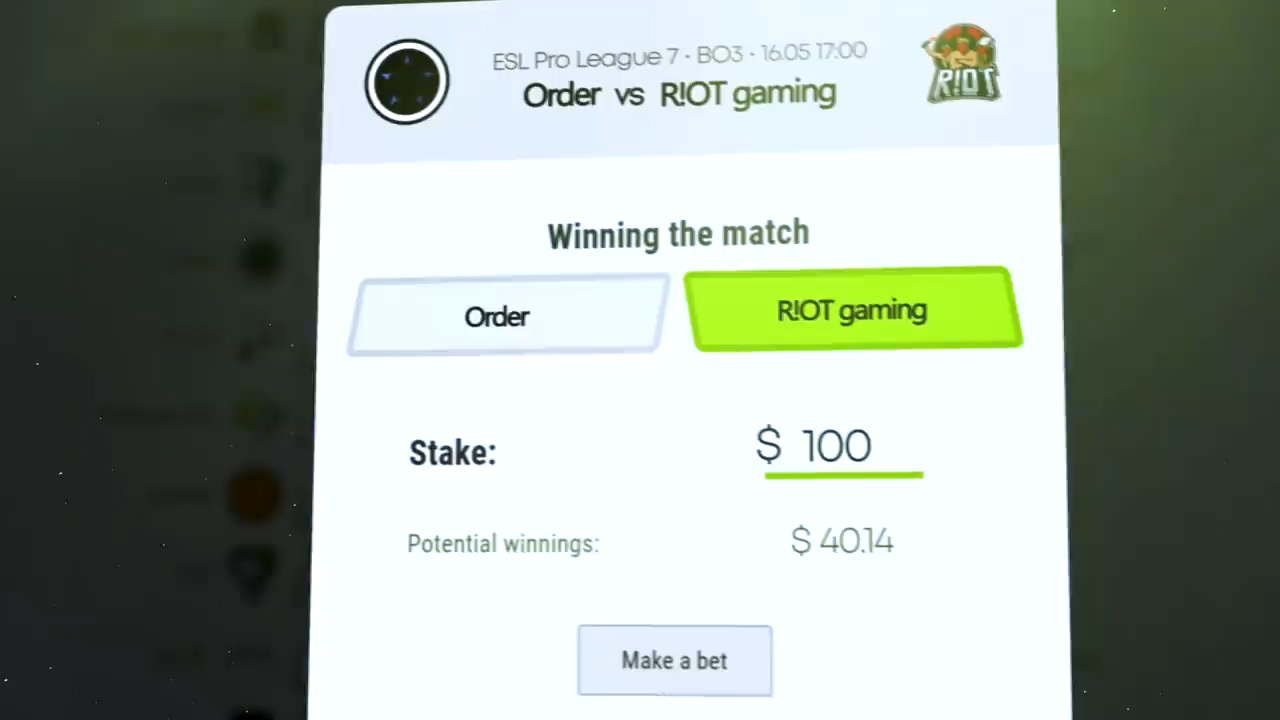 ESL Pro League 7 · BO3 · 16.05 17:00
Order vs R!OT gaming
R!OT
Winning the match
Order
R!OT gaming
Stake:
$ 100
Potential winnings:
$ 40.14
Make a bet